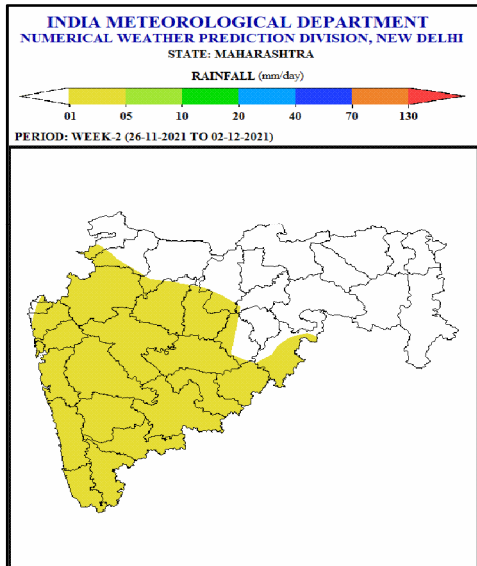 INDIA METEOROLOGICAL DEPARTMENT
NUMERICAL WEATHER PREDICTION DIVISION, NEW DELHI
STATE: MAHARASHTRA
RAINFALL (mm/day)
01 05 10 20 40 70 130
PERIOD: WEEK-2 (26-11-2021 TO 02-12-2021)